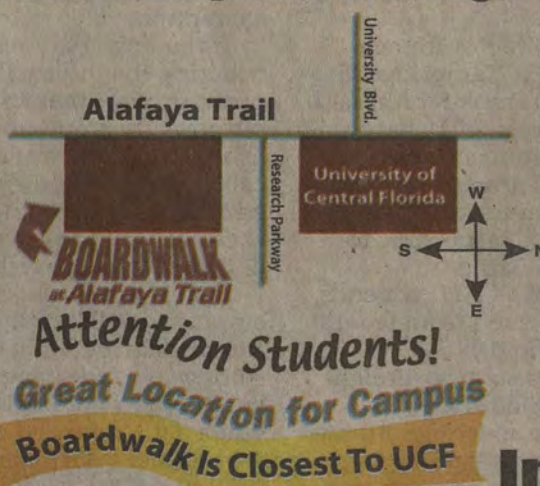 University Blvd.
Alafaya Trail
Research Parkway
University of
Central Florida
W
S
N
E
BOARDWALK
at Alafaya Trail
Attention Students!
Great Location for Campus
Boardwalk Is Closest To UCF